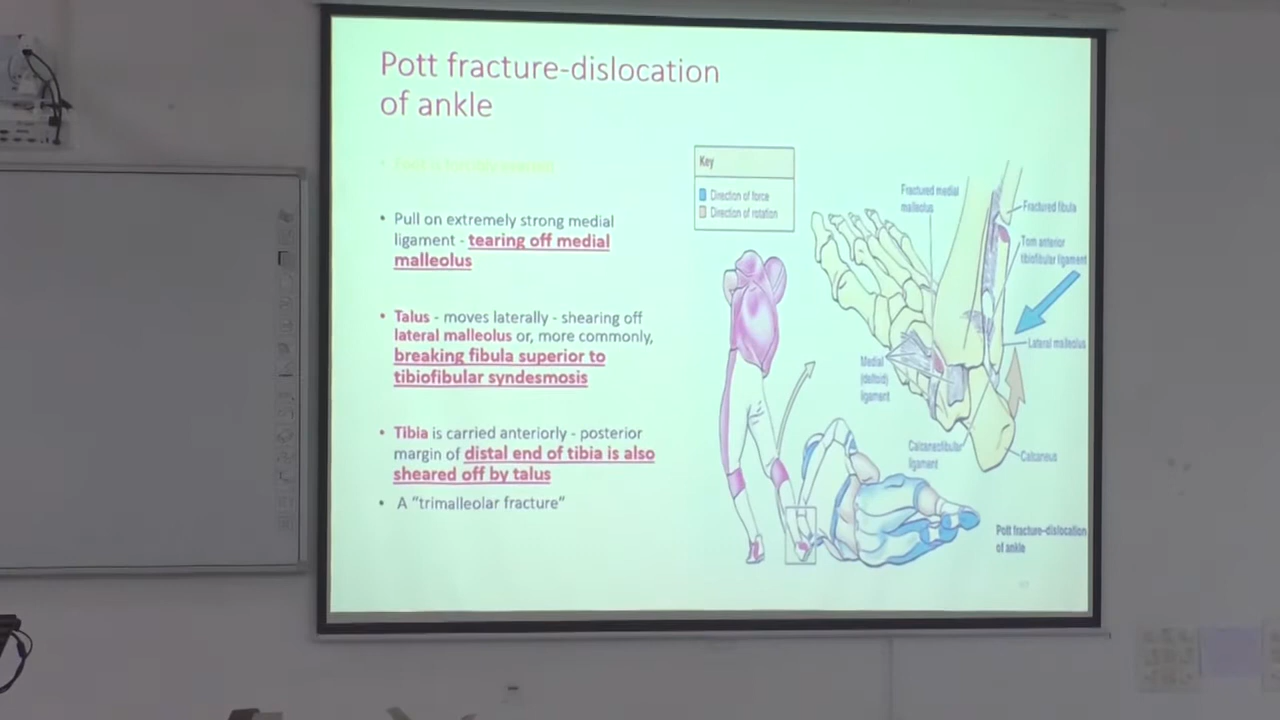 Pott fracture-dislocation
of ankle
• Pull on extremely strong medial
ligament - tearing off medial
malleolus
• Talus - moves laterally - shearing off
lateral malleolus or, more commonly,
breaking fibula superior to
tibiofibular syndesmosis
• Tibia is carried anteriorly - posterior
margin of distal end of tibia is also
sheared off by talus
• A “trimalleolar fracture”
Key
Direction of force
Direction of rotation
Fractured medial
malleolus
Fractured fibula
Torn anterior
tibiofibular ligament
Lateral malleolus
Medial
(deltoid)
ligament
Calcaneofibular
ligament
Calcaneus
Pott fracture-dislocation
of ankle